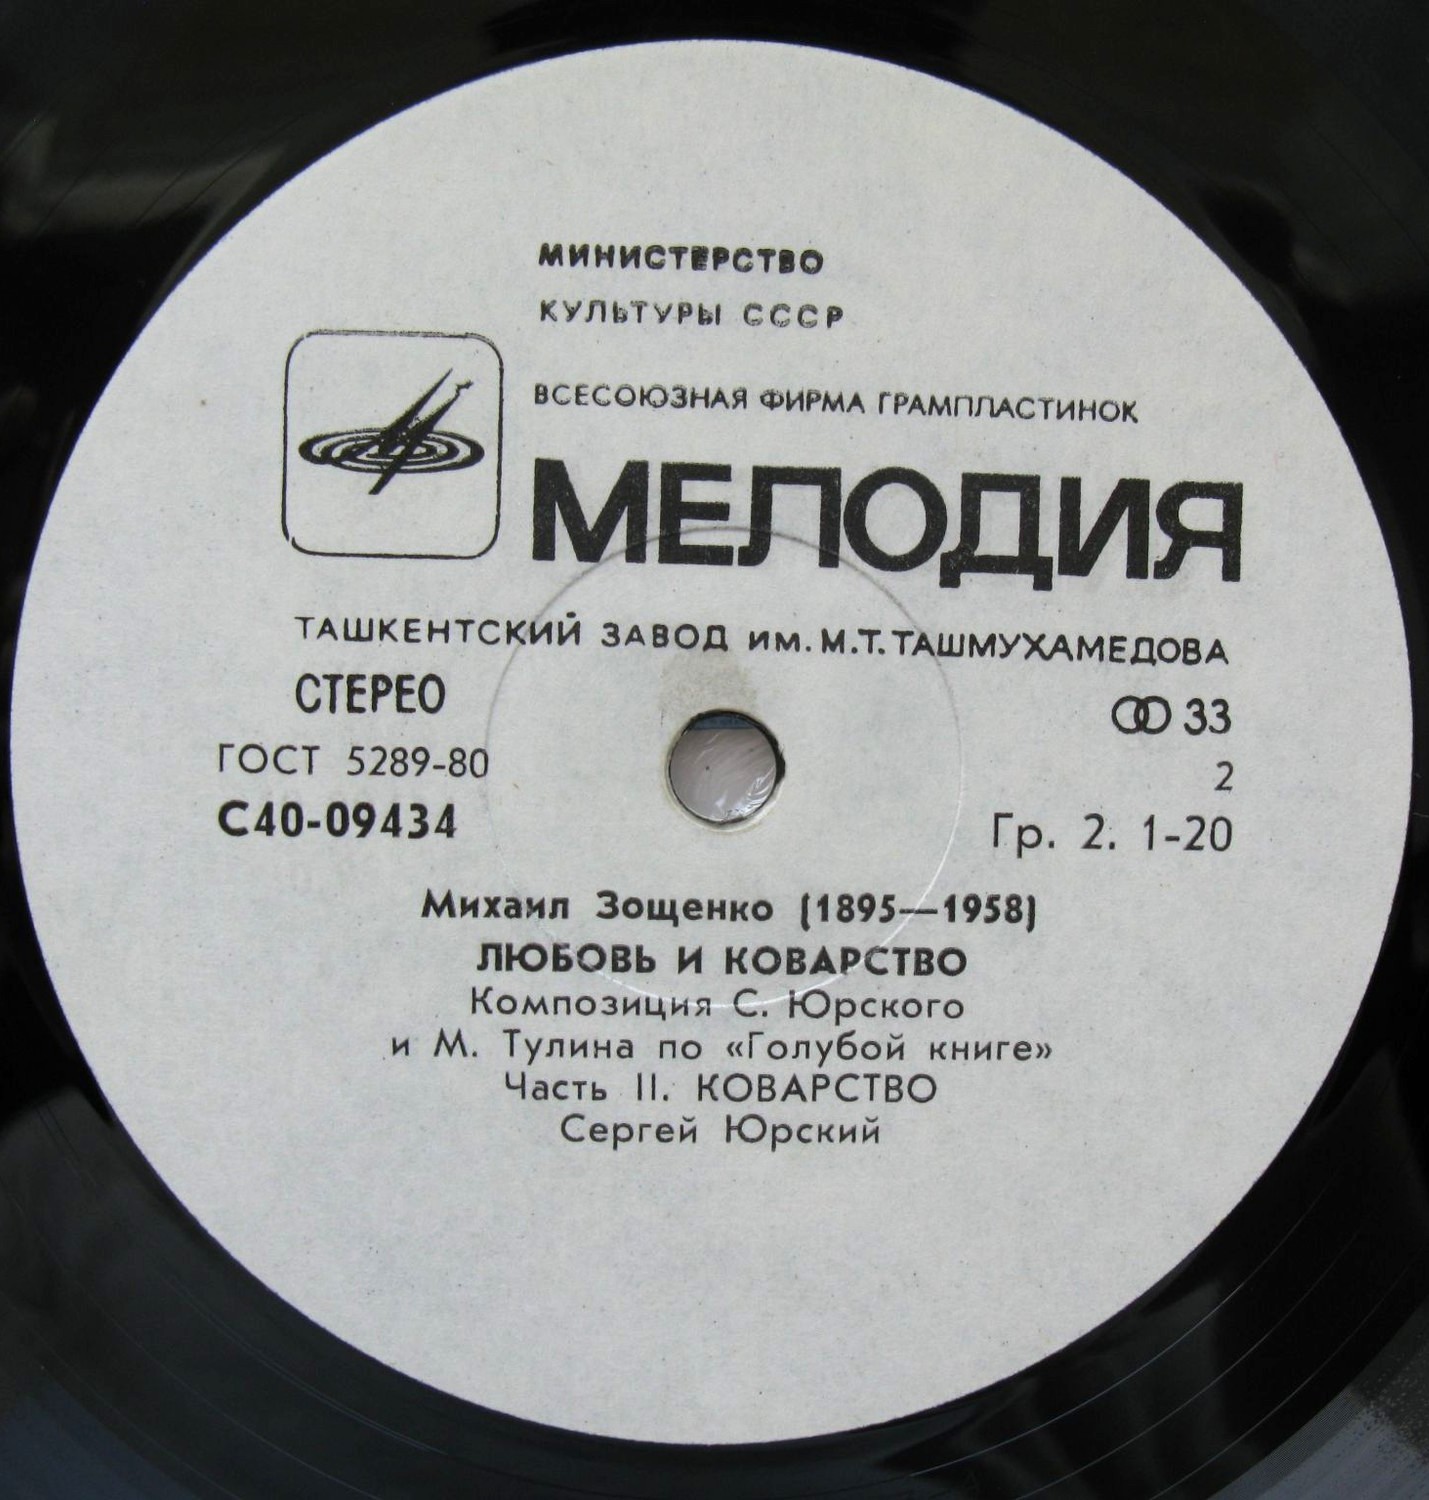 МИНИСТЕРСТВО
КУЛЬТУРЫ СССР
ВСЕСОЮЗНАЯ ФИРМА ГРАМПЛАСТИНОК
МЕЛОДИЯ
ТАШКЕНТСКИЙ ЗАВОД им. М.Т. ТАШМУХАМЕДОВА
СТЕРЕО
33
ГОСТ 5289-80
2
С40-09434
Гр. 2. 1-20
Михаил Зощенко (1895—1958)
ЛЮБОВЬ И КОВАРСТВО
Композиция С. Юрского
и М. Тулина по «Голубой книге»
Часть II. КОВАРСТВО
Сергей Юрский